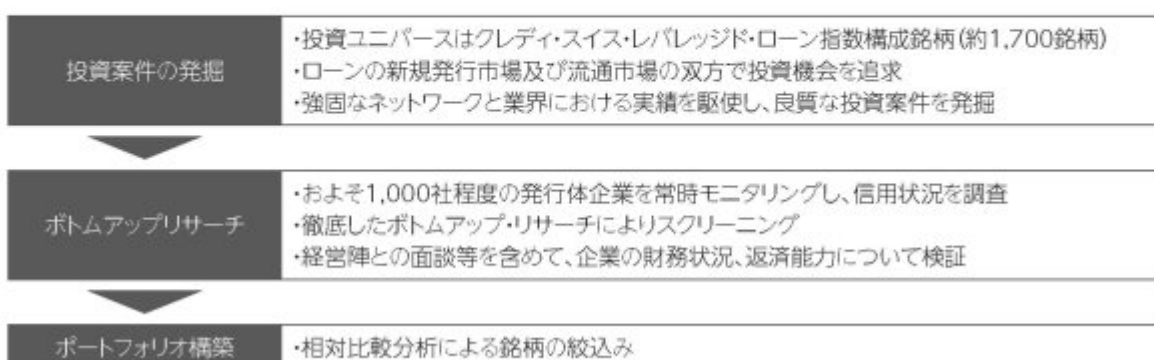 投資案件の発掘
・投資ユニバースはクレディ・スイス・レバレッジド・ローン指数構成銘柄(約1,700銘柄)
・ローンの新規発行市場及び流通市場の双方で投資機会を追求
・強固なネットワークと業界における実績を駆使し、良質な投資案件を発掘
ボトムアップリサーチ
・およそ1,000社程度の発行体企業を常時モニタリングし、信用状況を調査
・徹底したボトムアップ・リサーチによりスクリーニング
・経営陣との面談等を含めて、企業の財務状況、返済能力について検証
ポートフォリオ構築
・相対比較分析による銘柄の絞込み